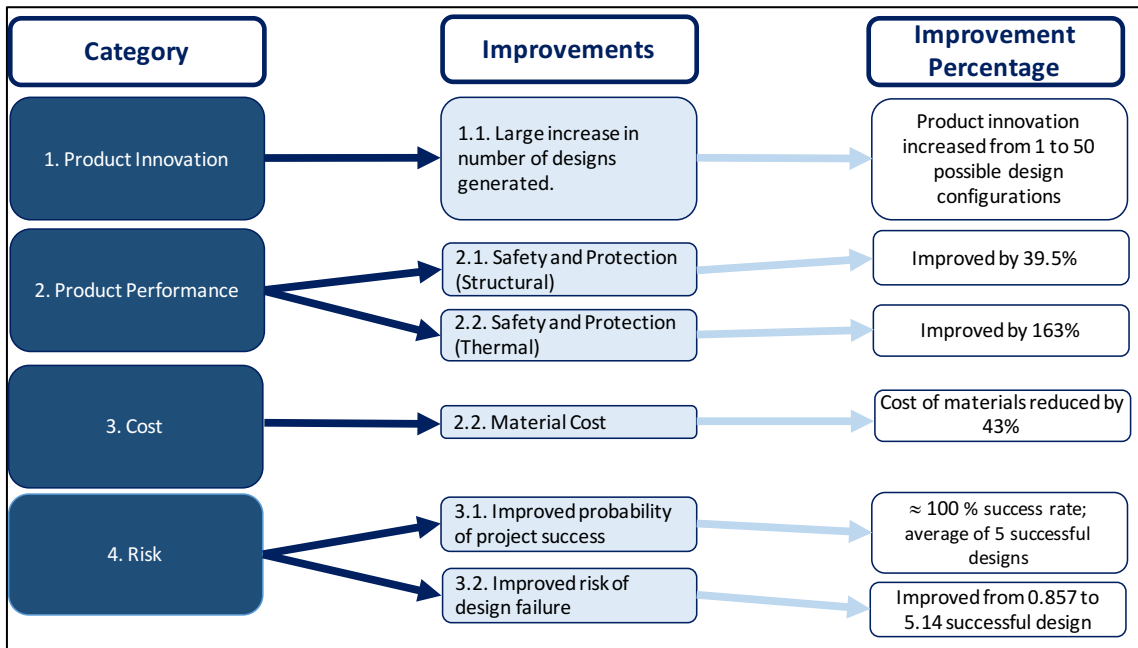 Category
Improvements
Improvement
Percentage
1. Product Innovation
1.1. Large increase in
number of designs
generated.
Product innovation
increased from 1 to 50
possible design
configurations
2. Product Performance
2.1. Safety and Protection
(Structural)
Improved by 39.5%
2.2. Safety and Protection
(Thermal)
Improved by 163%
3. Cost
2.2. Material Cost
Cost of materials reduced by
43%
4. Risk
3.1. Improved probability
of project success
≈ 100 % success rate;
average of 5 successful
designs
3.2. Improved risk of
design failure
Improved from 0.857 to
5.14 successful design